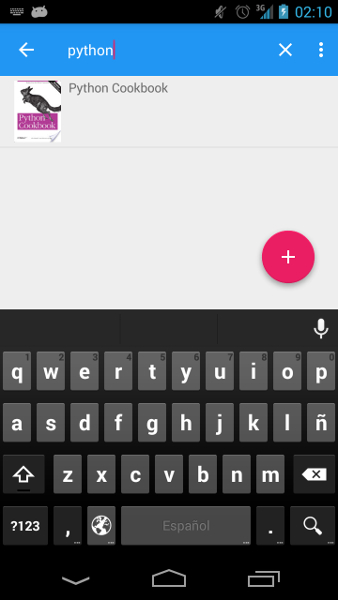 3G 02:10
python
Python Cookbook
Python
Cookbook
1 2 3 4 5 6 7 8 9 0
q w e r t y u i o p
a s d f g h j k l ñ
z x c v b n m
?123 , Español .